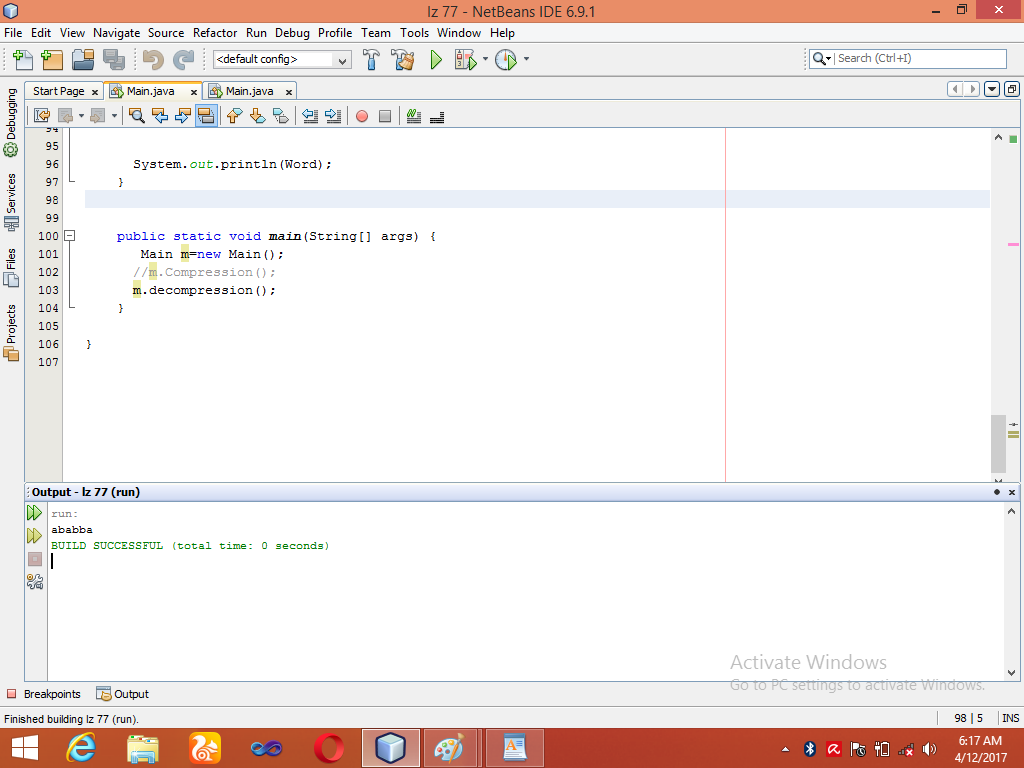 lz 77 - NetBeans IDE 6.9.1
File Edit View Navigate Source Refactor Run Debug Profile Team Tools Window Help
<default config>
Search (Ctrl+I)
Start Page
Main.java
Main.java
Debugging
Services
Files
Projects
94
95
96 System.out.println(Word);
97 }
98
99
100 public static void main(String[] args) {
101 Main m=new Main();
102 //m.Compression();
103 m.decompression();
104 }
105
106 }
107
Output - lz 77 (run)
run:
ababba
BUILD SUCCESSFUL (total time: 0 seconds)
Activate Windows
Go to PC settings to activate Windows.
Breakpoints Output
Finished building lz 77 (run).
98 | 5 INS
6:17 AM
4/12/2017